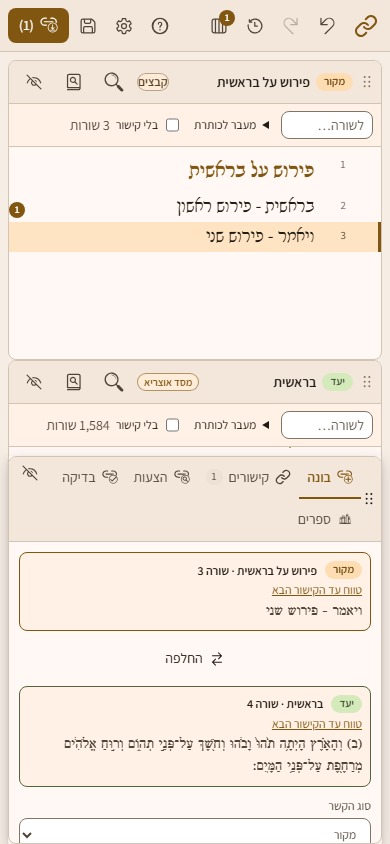 (1)
1
מקור
פירוש על בראשית
קבצים
לשורה...
מעבר לכותרת
בלי קישור
3 שורות
1
פירוש על בראשית
2
בראשית - פירוש ראשון
1
3
ויאמר - פירוש שני
יעד
בראשית
מסד אוצריא
לשורה...
מעבר לכותרת
בלי קישור
1,584 שורות
בונה
קישורים
1
הצעות
בדיקה
ספרים
מקור
פירוש על בראשית · שורה 3
טווח עד הקישור הבא
ויאמר - פירוש שני
החלפה
יעד
בראשית · שורה 4
טווח עד הקישור הבא
(ב) וְהָאָ֗רֶץ הָיְתָ֥ה תֹ֙הוּ֙ וָבֹ֔הוּ וְחֹ֖שֶׁךְ עַל־פְּנֵ֣י תְה֑וֹם וְר֣וּחַ אֱלֹהִ֔ים
מְרַחֶ֖פֶת עַל־פְּנֵ֥י הַמָּֽיִם׃
סוג הקשר
מקור